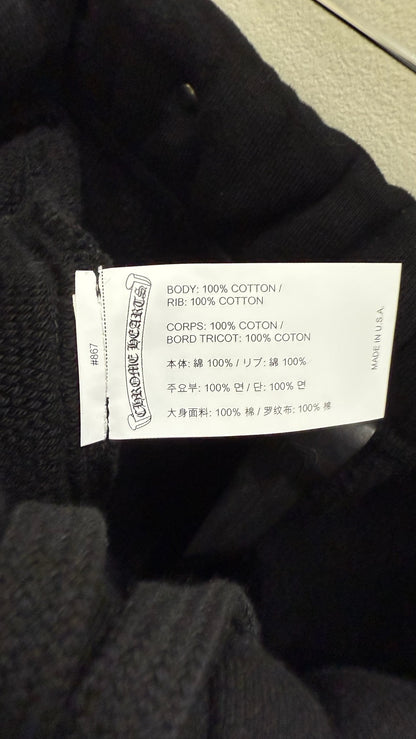 CHROME HEARTS
#867
BODY: 100% COTTON /
RIB: 100% COTTON
CORPS: 100% COTON /
BORD TRICOT: 100% COTON
本体: 綿 100% / リブ: 綿 100%
주요부: 100% 면 / 단: 100% 면
大身面料: 100% 棉 / 罗纹布: 100% 棉
MADE IN U.S.A.